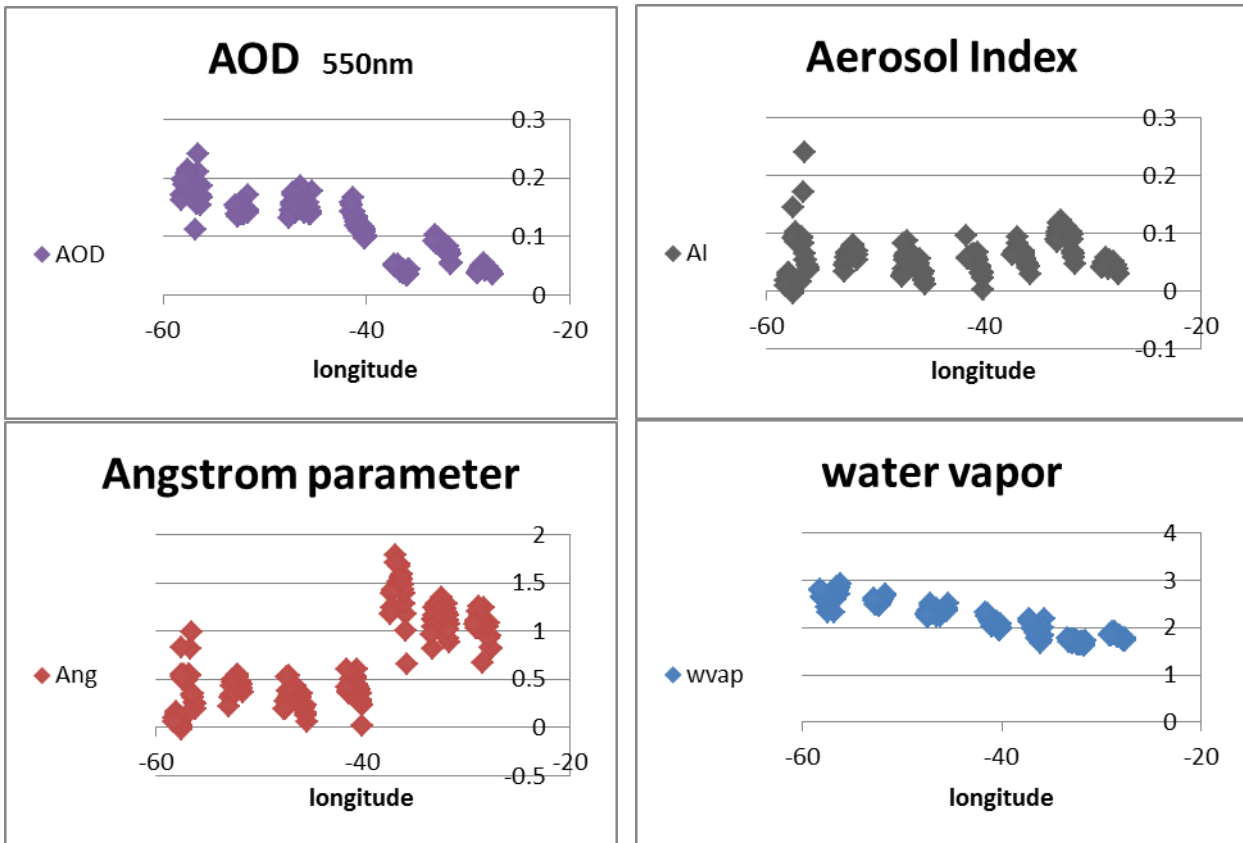 AOD 550nm
0.3
0.2
0.1
0
-60 -40 -20
longitude
AOD
Aerosol Index
0.3
0.2
0.1
0
-60 -40 -20
-0.1
longitude
AI
Angstrom parameter
2
1.5
1
0.5
0
-60 -40 -20
-0.5
longitude
Ang
water vapor
4
3
2
1
0
-60 -40 -20
longitude
wvap